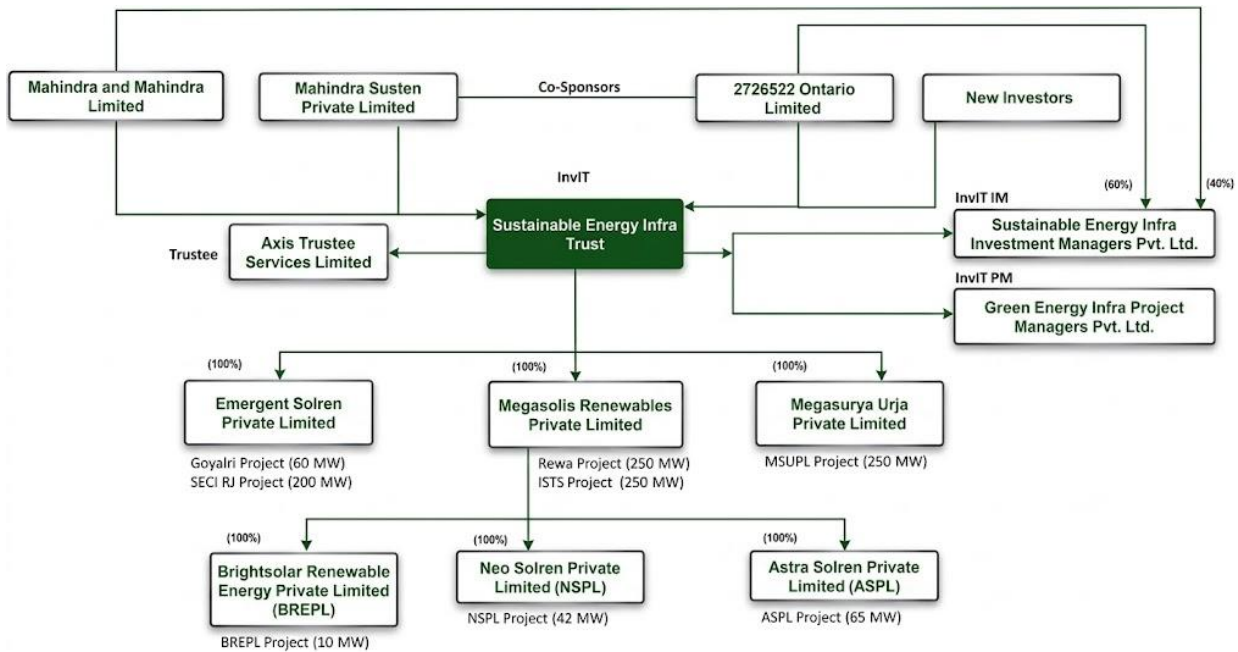 Mahindra and Mahindra
Limited
Mahindra Susten
Private Limited
Co-Sponsors
2726522 Ontario
Limited
New Investors
InvIT
(60%)
(40%)
Sustainable Energy Infra
Trust
Trustee
Axis Trustee
Services Limited
InvIT IM
Sustainable Energy Infra
Investment Managers Pvt. Ltd.
InvIT PM
Green Energy Infra Project
Managers Pvt. Ltd.
(100%)
Emergent Solren
Private Limited
Goyalri Project (60 MW)
SECI RJ Project (200 MW)
(100%)
Megasolis Renewables
Private Limited
Rewa Project (250 MW)
ISTS Project (250 MW)
(100%)
Megasurya Urja
Private Limited
MSUPL Project (250 MW)
(100%)
Brightsolar Renewable
Energy Private Limited
(BREPL)
BREPL Project (10 MW)
(100%)
Neo Solren Private
Limited (NSPL)
NSPL Project (42 MW)
(100%)
Astra Solren Private
Limited (ASPL)
ASPL Project (65 MW)